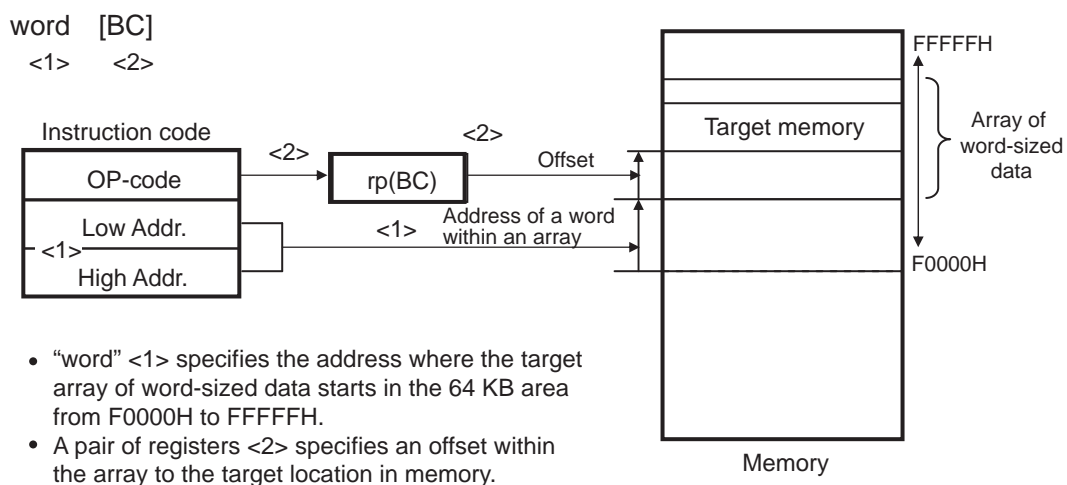 word [BC]
<1> <2>
Instruction code
OP-code
Low Addr.
<1>
High Addr.
<2>
rp(BC)
<2>
Offset
<1>
Address of a word
within an array
Target memory
FFFFFH
Array of
word-sized
data
F0000H
Memory
• “word” <1> specifies the address where the target
array of word-sized data starts in the 64 KB area
from F0000H to FFFFFH.
• A pair of registers <2> specifies an offset within
the array to the target location in memory.